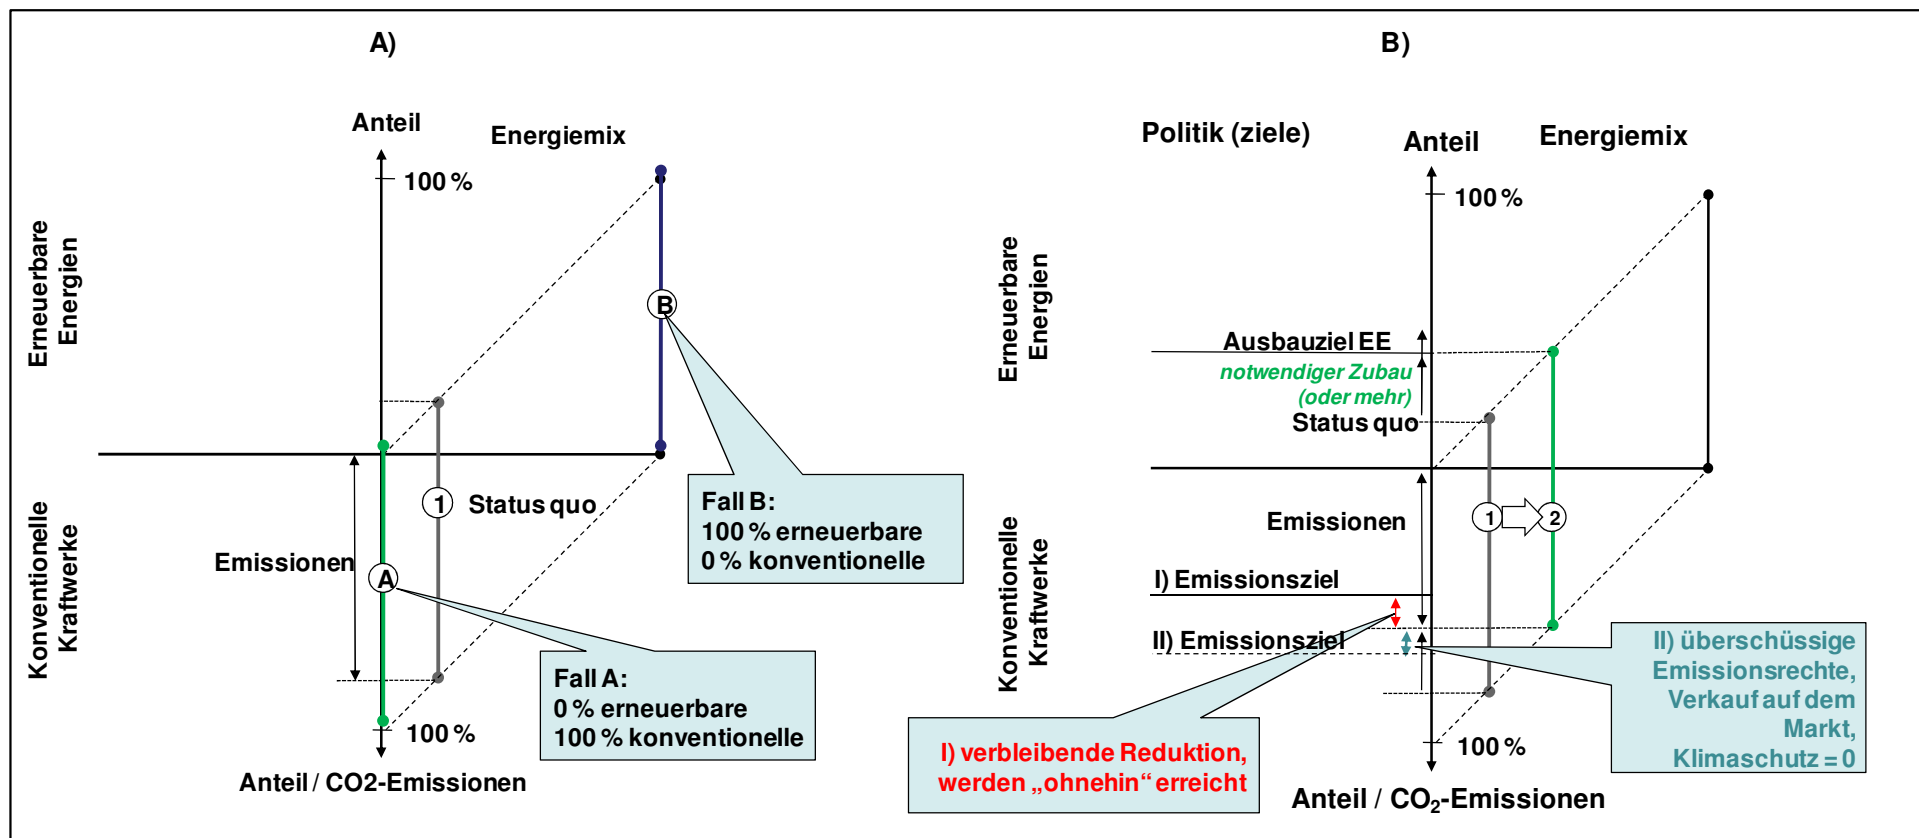 A)
Anteil
Energiemix
100 %
Erneuerbare
Energien
B
Konventionelle
Kraftwerke
1
Status quo
Emissionen
A
Fall B:
100 % erneuerbare
0 % konventionelle
Fall A:
0 % erneuerbare
100 % konventionelle
100 %
Anteil / CO2-Emissionen
B)
Politik (ziele)
Anteil
Energiemix
100 %
Erneuerbare
Energien
Ausbauziel EE
notwendiger Zubau
(oder mehr)
Status quo
Konventionelle
Kraftwerke
Emissionen
1
2
I) Emissionsziel
II) Emissionsziel
I) verbleibende Reduktion,
werden „ohnehin“ erreicht
II) überschüssige
Emissionsrechte,
Verkauf auf dem
Markt,
Klimaschutz = 0
100 %
Anteil / CO₂-Emissionen